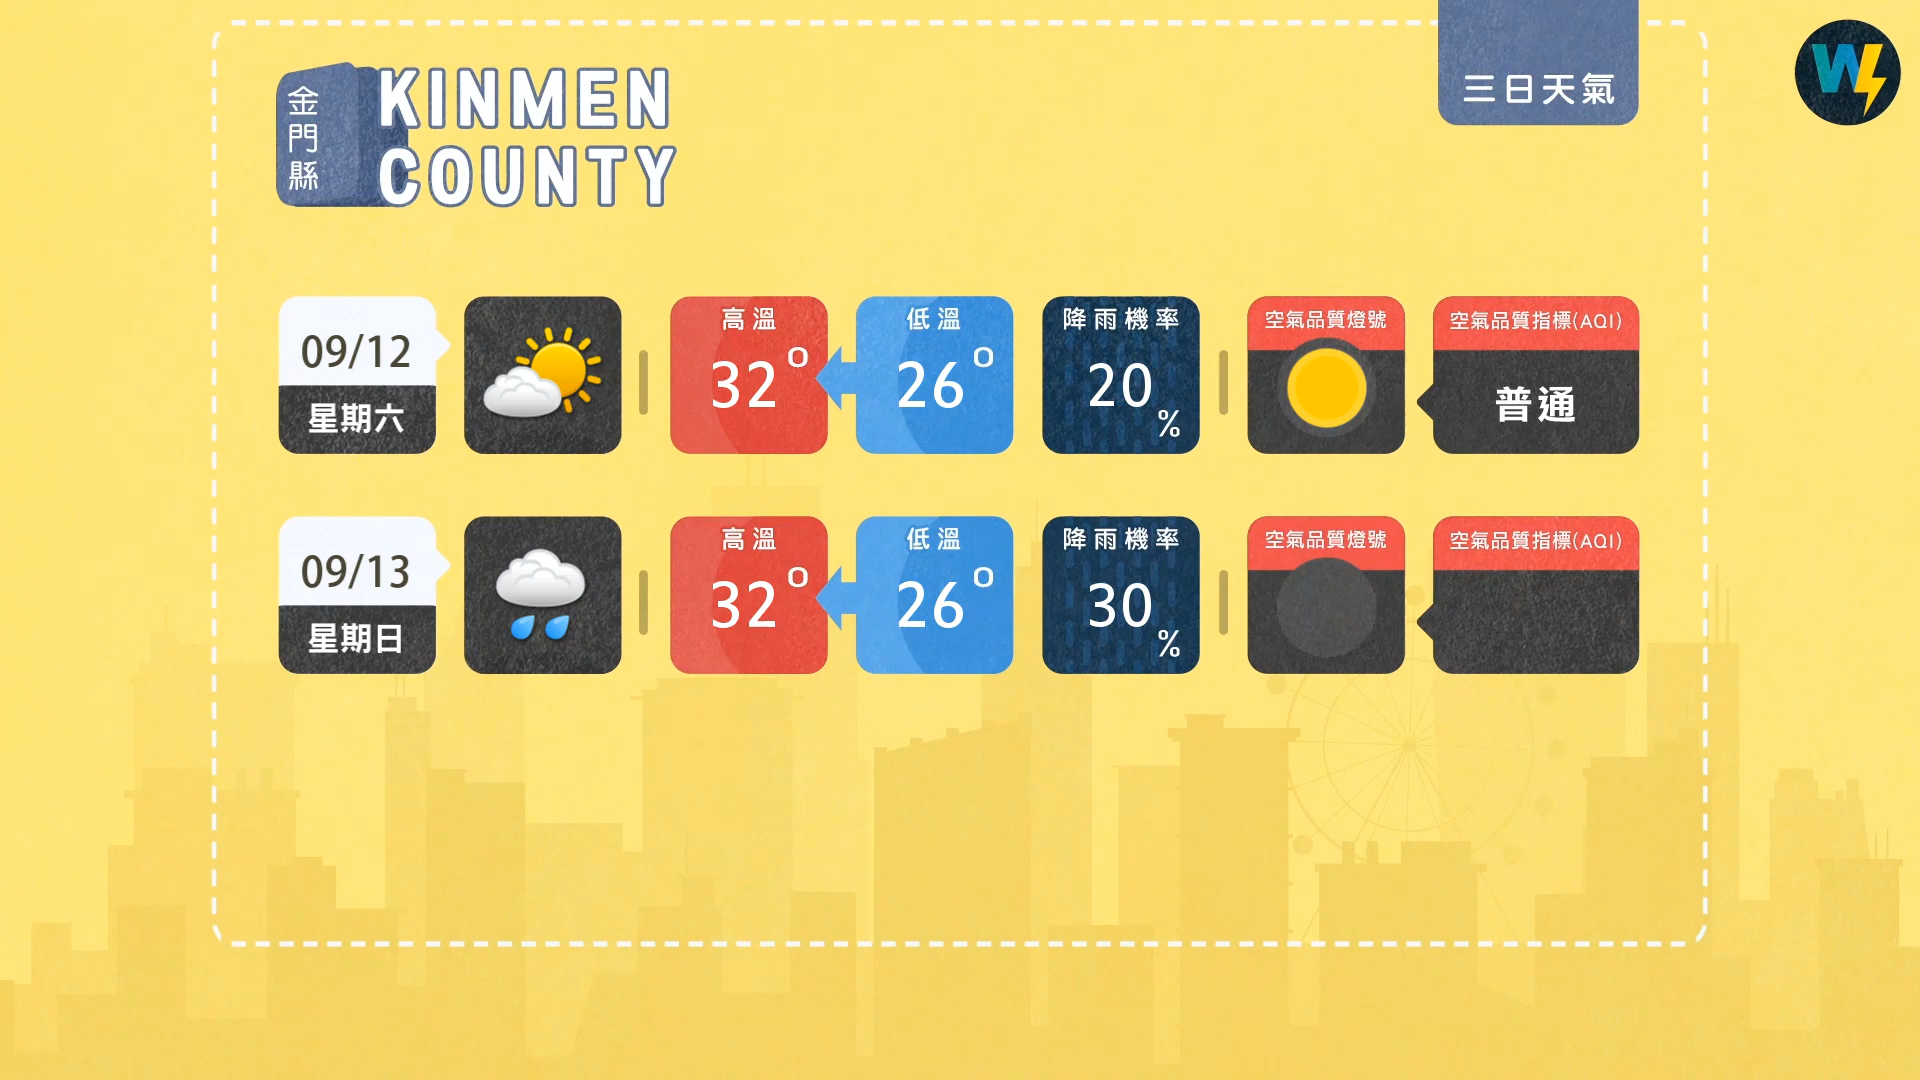 金門縣
KINMEN
COUNTY
三日天氣
W
09/12
星期六
高溫
32°
低溫
26°
降雨機率
20%
空氣品質燈號
空氣品質指標(AQI)
普通
09/13
星期日
高溫
32°
低溫
26°
降雨機率
30%
空氣品質燈號
空氣品質指標(AQI)